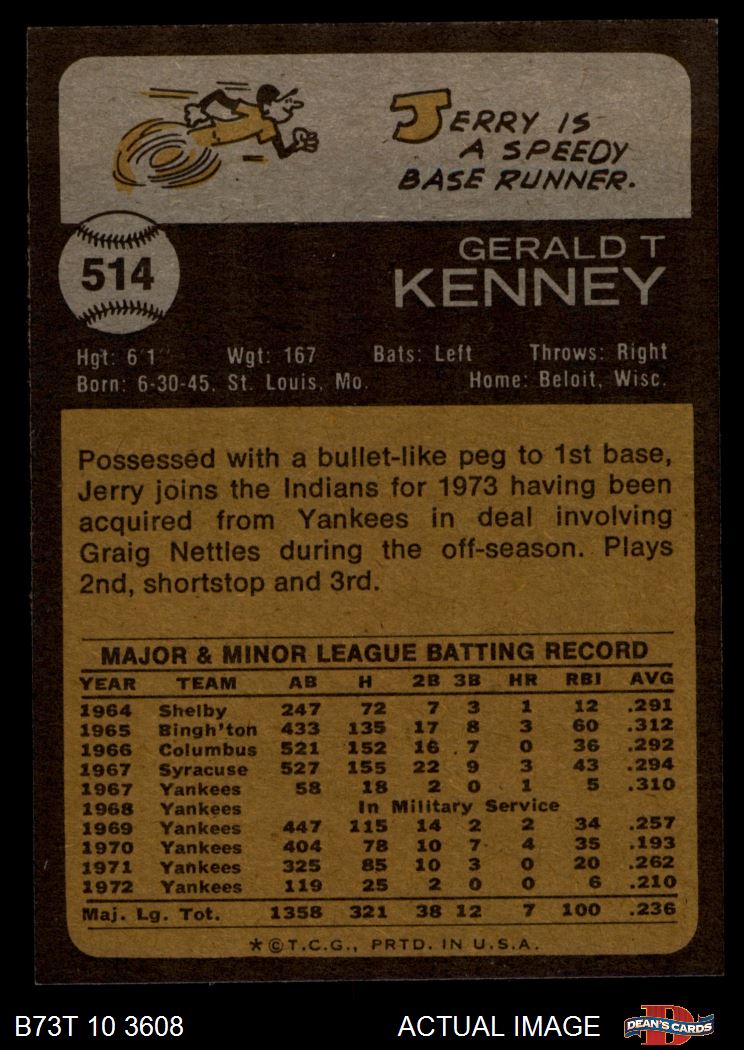 JERRY IS
A SPEEDY
BASE RUNNER.
514
GERALD T
KENNEY
Hgt: 6'1" Wgt: 167 Bats: Left Throws: Right
Born: 6-30-45, St. Louis, Mo. Home: Beloit, Wisc.
Possessed with a bullet-like peg to 1st base,
Jerry joins the Indians for 1973 having been
acquired from Yankees in deal involving
Graig Nettles during the off-season. Plays
2nd, shortstop and 3rd.
MAJOR & MINOR LEAGUE BATTING RECORD
YEAR TEAM AB H 2B 3B HR RBI AVG
1964 Shelby 247 72 7 3 1 12 .291
1965 Bingh'ton 433 135 17 8 3 60 .312
1966 Columbus 521 152 16 7 0 36 .292
1967 Syracuse 527 155 22 9 3 43 .294
1967 Yankees 58 18 2 0 1 5 .310
1968 Yankees In Military Service
1969 Yankees 447 115 14 2 2 34 .257
1970 Yankees 404 78 10 7 4 35 .193
1971 Yankees 325 85 10 3 0 20 .262
1972 Yankees 119 25 2 0 0 6 .210
Maj. Lg. Tot. 1358 321 38 12 7 100 .236
*©T.C.G., PRTD. IN U.S.A.
B73T 10 3608 ACTUAL IMAGE D DEAN'S CARDS